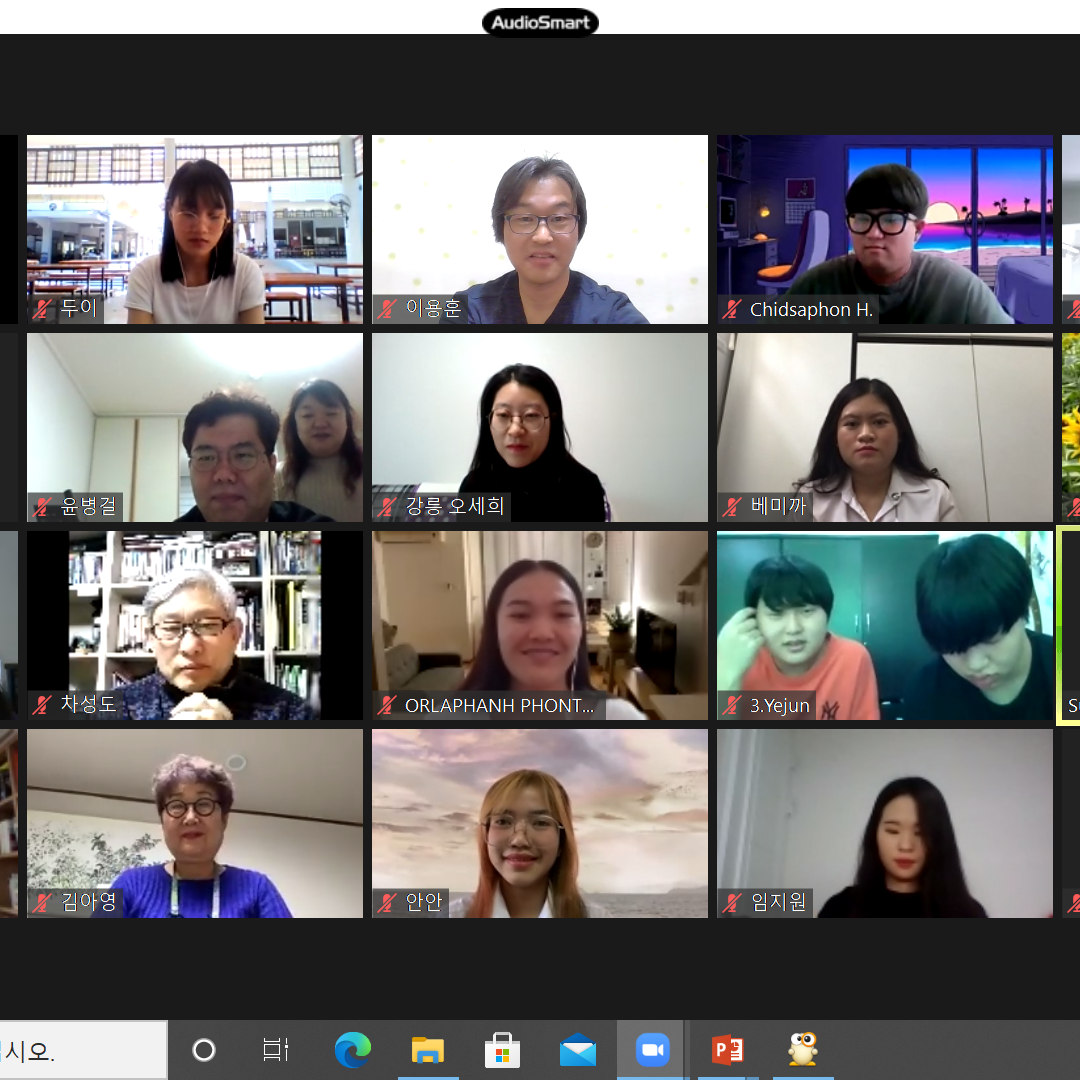 AudioSmart
두이
이용훈
Chidsaphon H.
윤병걸
강릉 오세희
베미까
차성도
ORLAPHANH PHONT...
3.Yejun
김아영
안안
임지원
시오.